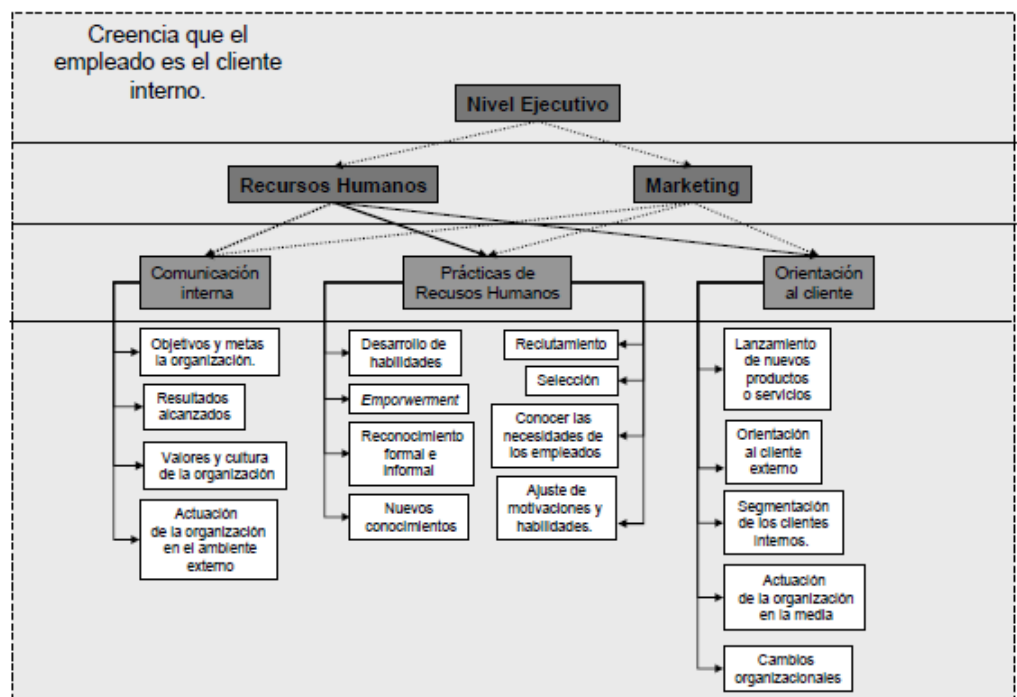 Creencia que el
empleado es el cliente
interno.
Nivel Ejecutivo
Recursos Humanos
Marketing
Comunicación
interna
Prácticas de
Recusos Humanos
Orientación
al cliente
Objetivos y metas
la organización.
Resultados
alcanzados
Valores y cultura
de la organización
Actuación
de la organización
en el ambiente
externo
Desarrollo de
habilidades
Emporwerment
Reconocimiento
formal e
informal
Nuevos
conocimientos
Reclutamiento
Selección
Conocer las
necesidades de
los empleados
Ajuste de
motivaciones y
habilidades.
Lanzamiento
de nuevos
productos
o servicios
Orientación
al cliente
externo
Segmentación
de los clientes
internos.
Actuación
de la organización
en la media
Cambios
organizacionales